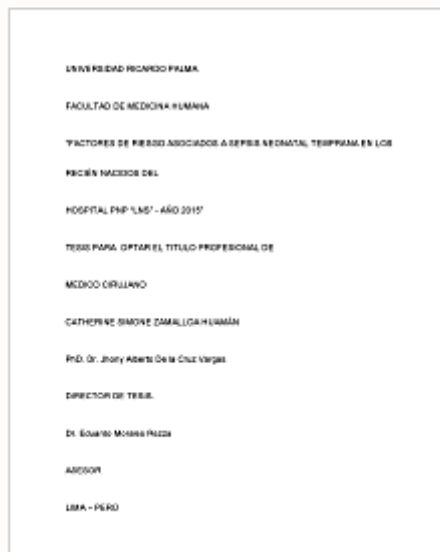 UNIVERSIDAD RICARDO PALMA
FACULTAD DE MEDICINA HUMANA
"FACTORES DE RIESGO ASOCIADOS A SEPSIS NEONATAL TEMPRANA EN LOS
RECIÉN NACIDOS DEL
HOSPITAL PNP "LNS" - AÑO 2015"
TESIS PARA OPTAR EL TITULO PROFESIONAL DE
MEDICO CIRUJANO
CATHERINE SIMONE ZAMALLOA HUAMÁN
PhD. Dr. Jhony Alberto De la Cruz Vargas
DIRECTOR DE TESIS.
Dr. Eduardo Morales
ASESOR
LIMA – PERÚ